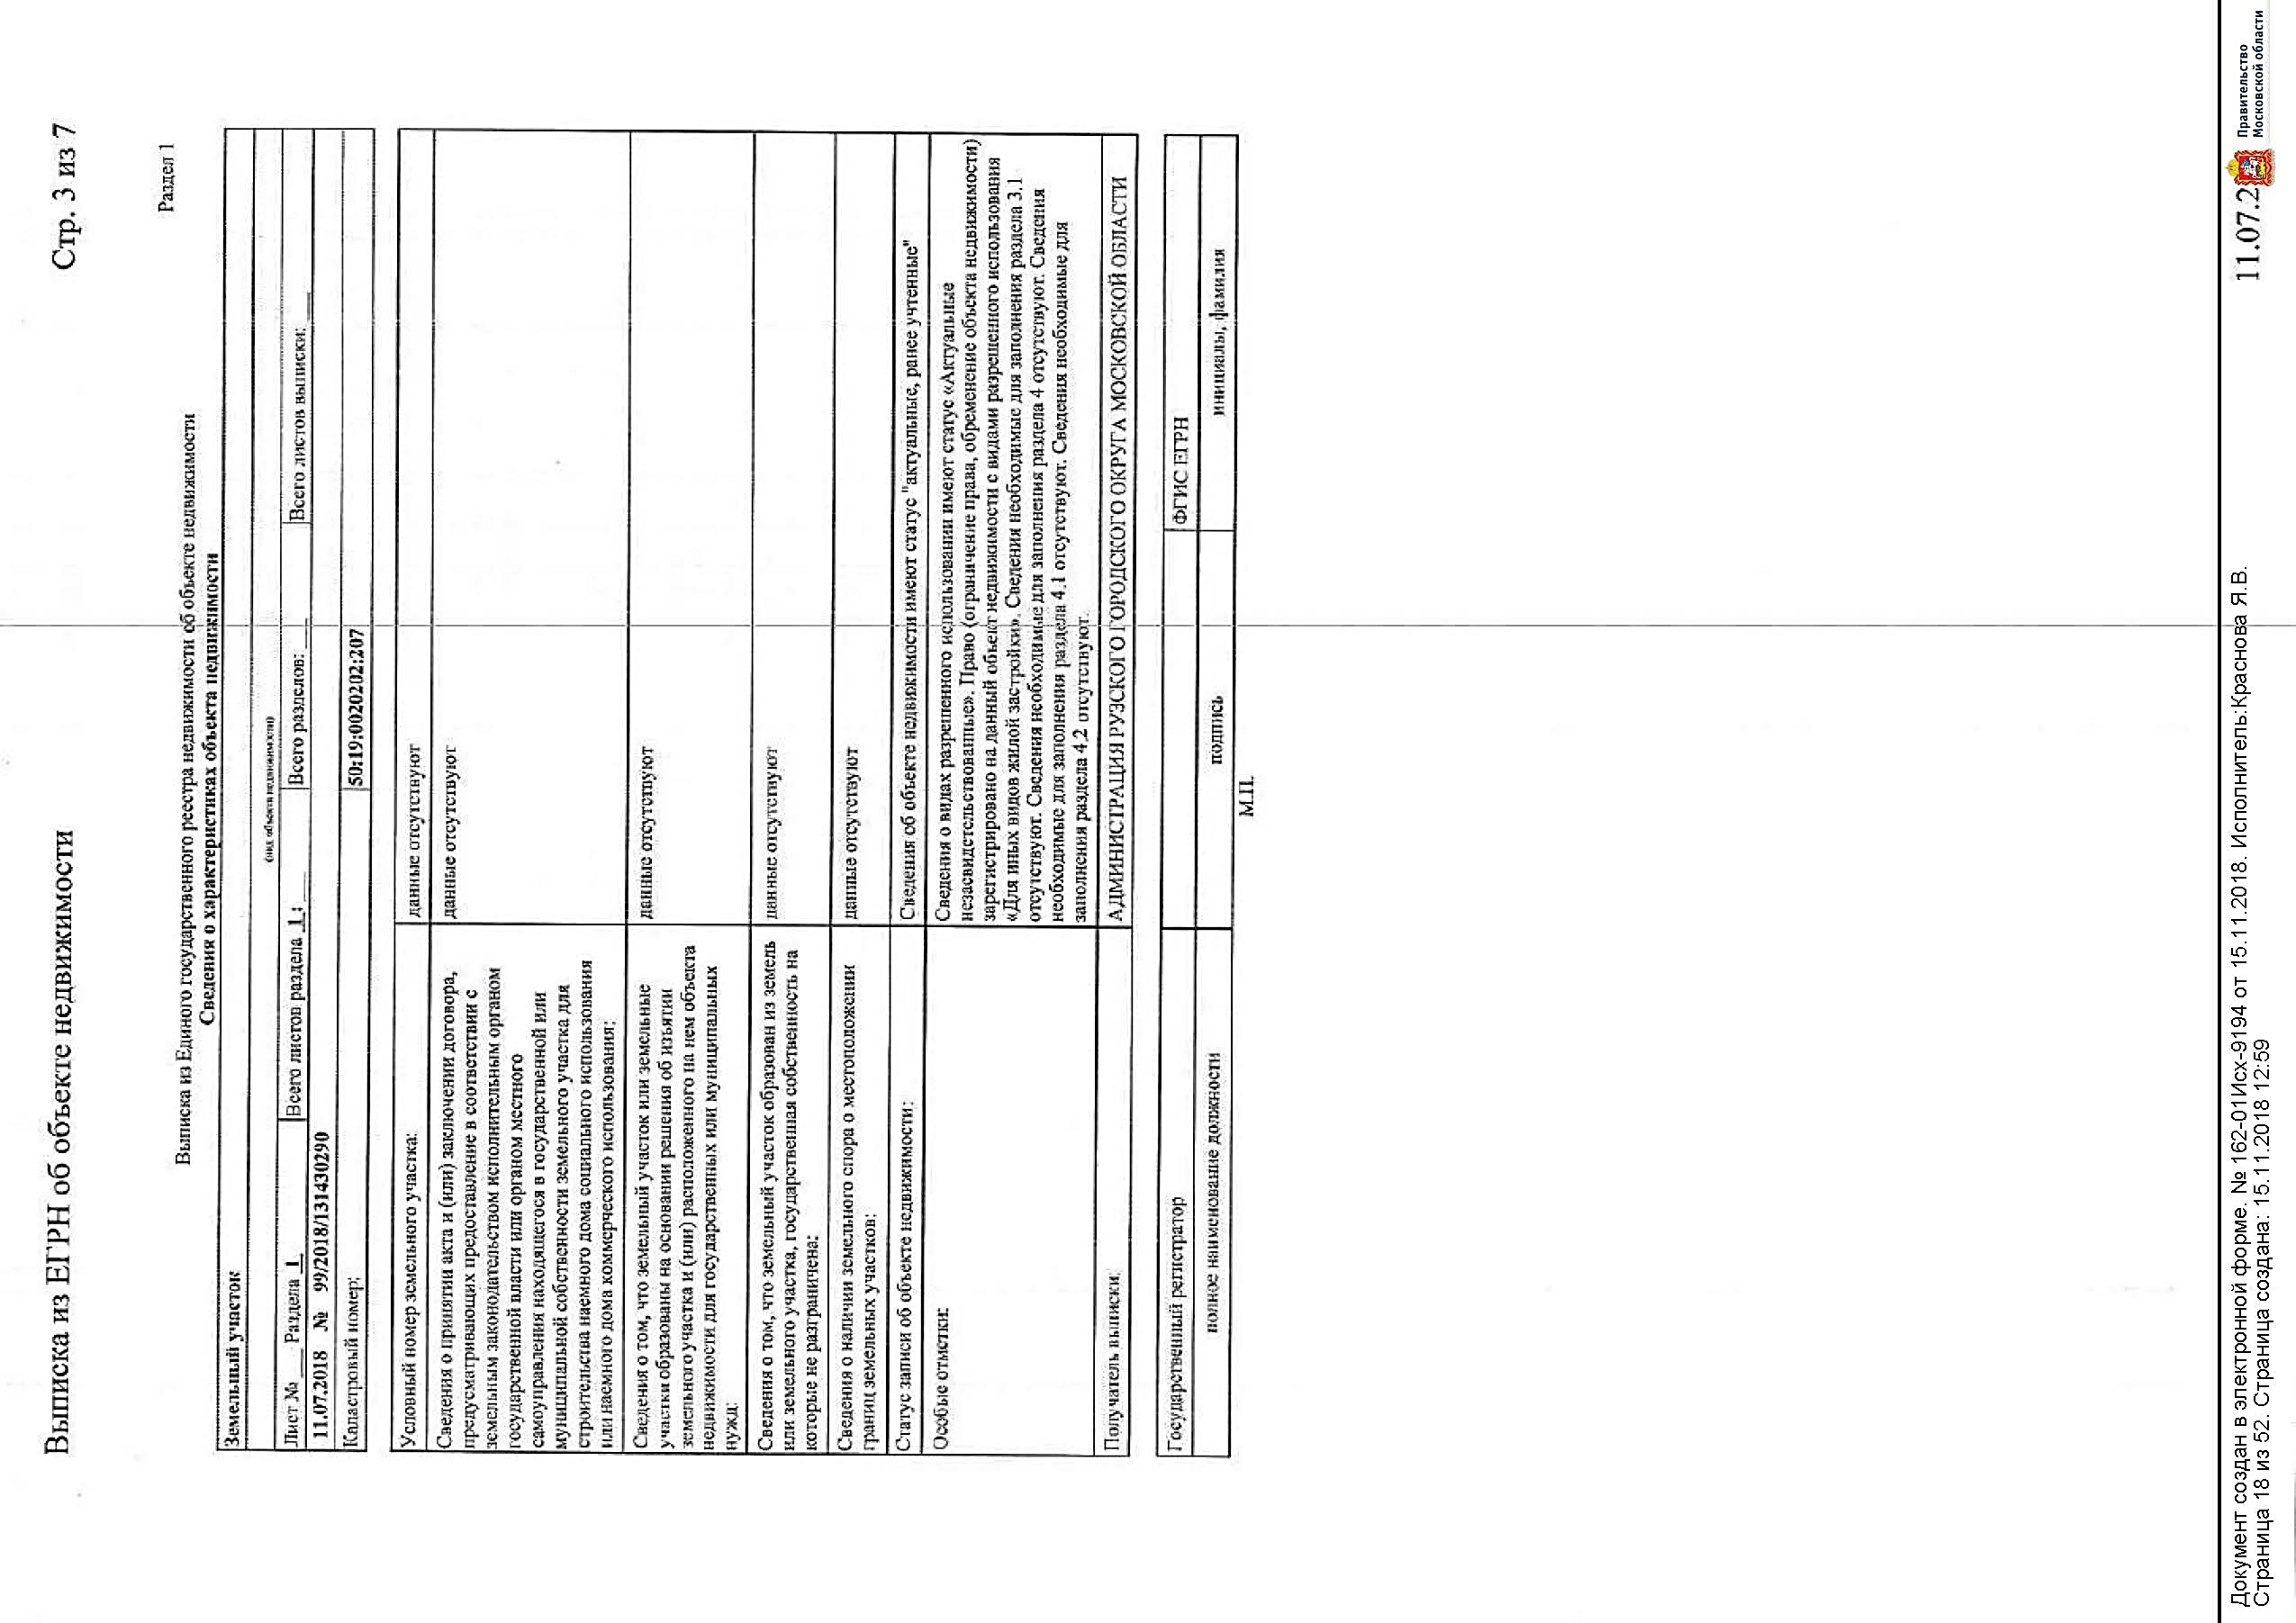 Выписка из ЕГРН об объекте недвижимости
Стр. 3 из 7
Раздел 1
Выписка из Единого государственного реестра недвижимости об объекте недвижимости
Сведения о характеристиках объекта недвижимости
Земельный участок
(вид объекта недвижимости)
Лист № ___ Раздела 1
Всего листов раздела 1 : ___
Всего разделов: ___
Всего листов выписки: ___
11.07.2018 № 99/2018/131430290
Кадастровый номер:
50:19:0020202:207
Условный номер земельного участка:
данные отсутствуют
Сведения о принятии акта и (или) заключении договора,
предусматривающих предоставление в соответствии с
земельным законодательством исполнительным органом
государственной власти или органом местного
самоуправления находящегося в государственной или
муниципальной собственности земельного участка для
строительства наемного дома социального использования
или наемного дома коммерческого использования:
данные отсутствуют
Сведения о том, что земельный участок или земельные
участки образованы на основании решения об изъятии
земельного участка и (или) расположенного на нем объекта
недвижимости для государственных или муниципальных
нужд:
данные отсутствуют
Сведения о том, что земельный участок образован из земель
или земельного участка, государственная собственность на
которые не разграничена:
данные отсутствуют
Сведения о наличии земельного спора о местоположении
границ земельных участков:
данные отсутствуют
Статус записи об объекте недвижимости:
Сведения об объекте недвижимости имеют статус "актуальные, ранее учтенные"
Особые отметки:
Сведения о видах разрешенного использовании имеют статус «Актуальные
незасвидетельствованные». Право (ограничение права, обременение объекта недвижимости)
зарегистрировано на данный объект недвижимости с видами разрешенного использования
«Для иных видов жилой застройки». Сведения необходимые для заполнения раздела 3.1
отсутствуют. Сведения необходимые для заполнения раздела 4 отсутствуют. Сведения
необходимые для заполнения раздела 4.1 отсутствуют. Сведения необходимые для
заполнения раздела 4.2 отсутствуют.
Получатель выписки:
АДМИНИСТРАЦИЯ РУЗСКОГО ГОРОДСКОГО ОКРУГА МОСКОВСКОЙ ОБЛАСТИ
Государственный регистратор
ФГИС ЕГРН
полное наименование должности
подпись
инициалы, фамилия
М.П.
11.07.2
Документ создан в электронной форме. № 162-01Исх-9194 от 15.11.2018. Исполнитель:Краснова Я.В.
Страница 18 из 52. Страница создана: 15.11.2018 12:59
Правительство
Московской области